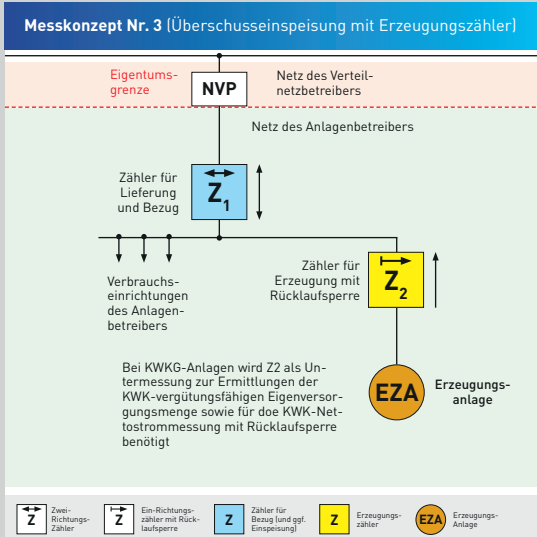 Messkonzept Nr. 3 (Überschusseinspeisung mit Erzeugungszähler)
Eigentums-
grenze
NVP
Netz des Verteil-
netzbetreibers
Netz des Anlagenbetreibers
Zähler für
Lieferung
und Bezug
Z1
Zähler für
Erzeugung mit
Rücklaufsperre
Z2
Verbrauchs-
einrichtungen
des Anlagen-
betreibers
Bei KWKG-Anlagen wird Z2 als Un-
termessung zur Ermittlungen der
KWK-vergütungsfähigen Eigenversor-
gungsmenge sowie für doe KWK-Net-
tostrommessung mit Rücklaufsperre
benötigt
EZA
Erzeugungs-
anlage
Z
Zwei-
Richtungs-
Zähler
Z
Ein-Richtungs-
zähler mit Rück-
laufsperre
Z
Zähler für
Bezug (und ggf.
Einspeisung)
Z
Erzeugungs-
zähler
EZA
Erzeugungs-
Anlage